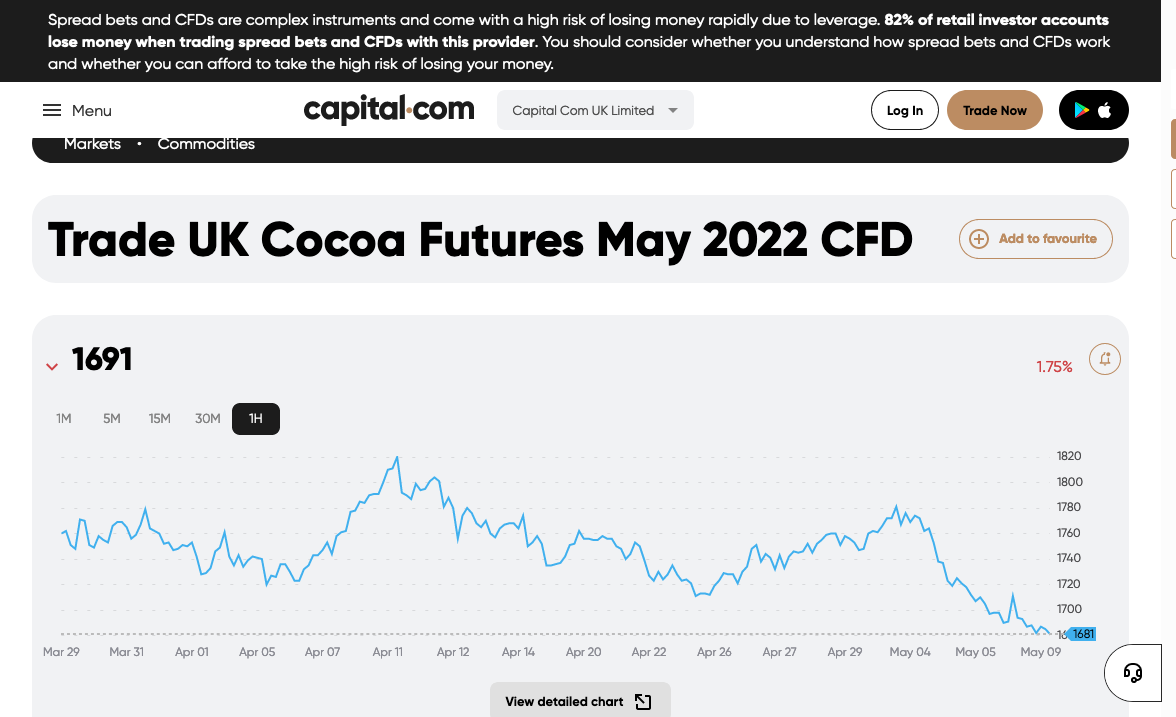 Spread bets and CFDs are complex instruments and come with a high risk of losing money rapidly due to leverage. 82% of retail investor accounts
lose money when trading spread bets and CFDs with this provider. You should consider whether you understand how spread bets and CFDs work
and whether you can afford to take the high risk of losing your money.
Menu
capital.com
Capital Com UK Limited
Log In
Trade Now
Markets • Commodities
Trade UK Cocoa Futures May 2022 CFD
Add to favourite
1691
1.75%
1M 5M 15M 30M 1H
1820
1800
1780
1760
1740
1720
1700
1681
Mar 29 Mar 31 Apr 01 Apr 05 Apr 07 Apr 11 Apr 12 Apr 14 Apr 20 Apr 22 Apr 26 Apr 27 Apr 29 May 04 May 05 May 09
View detailed chart